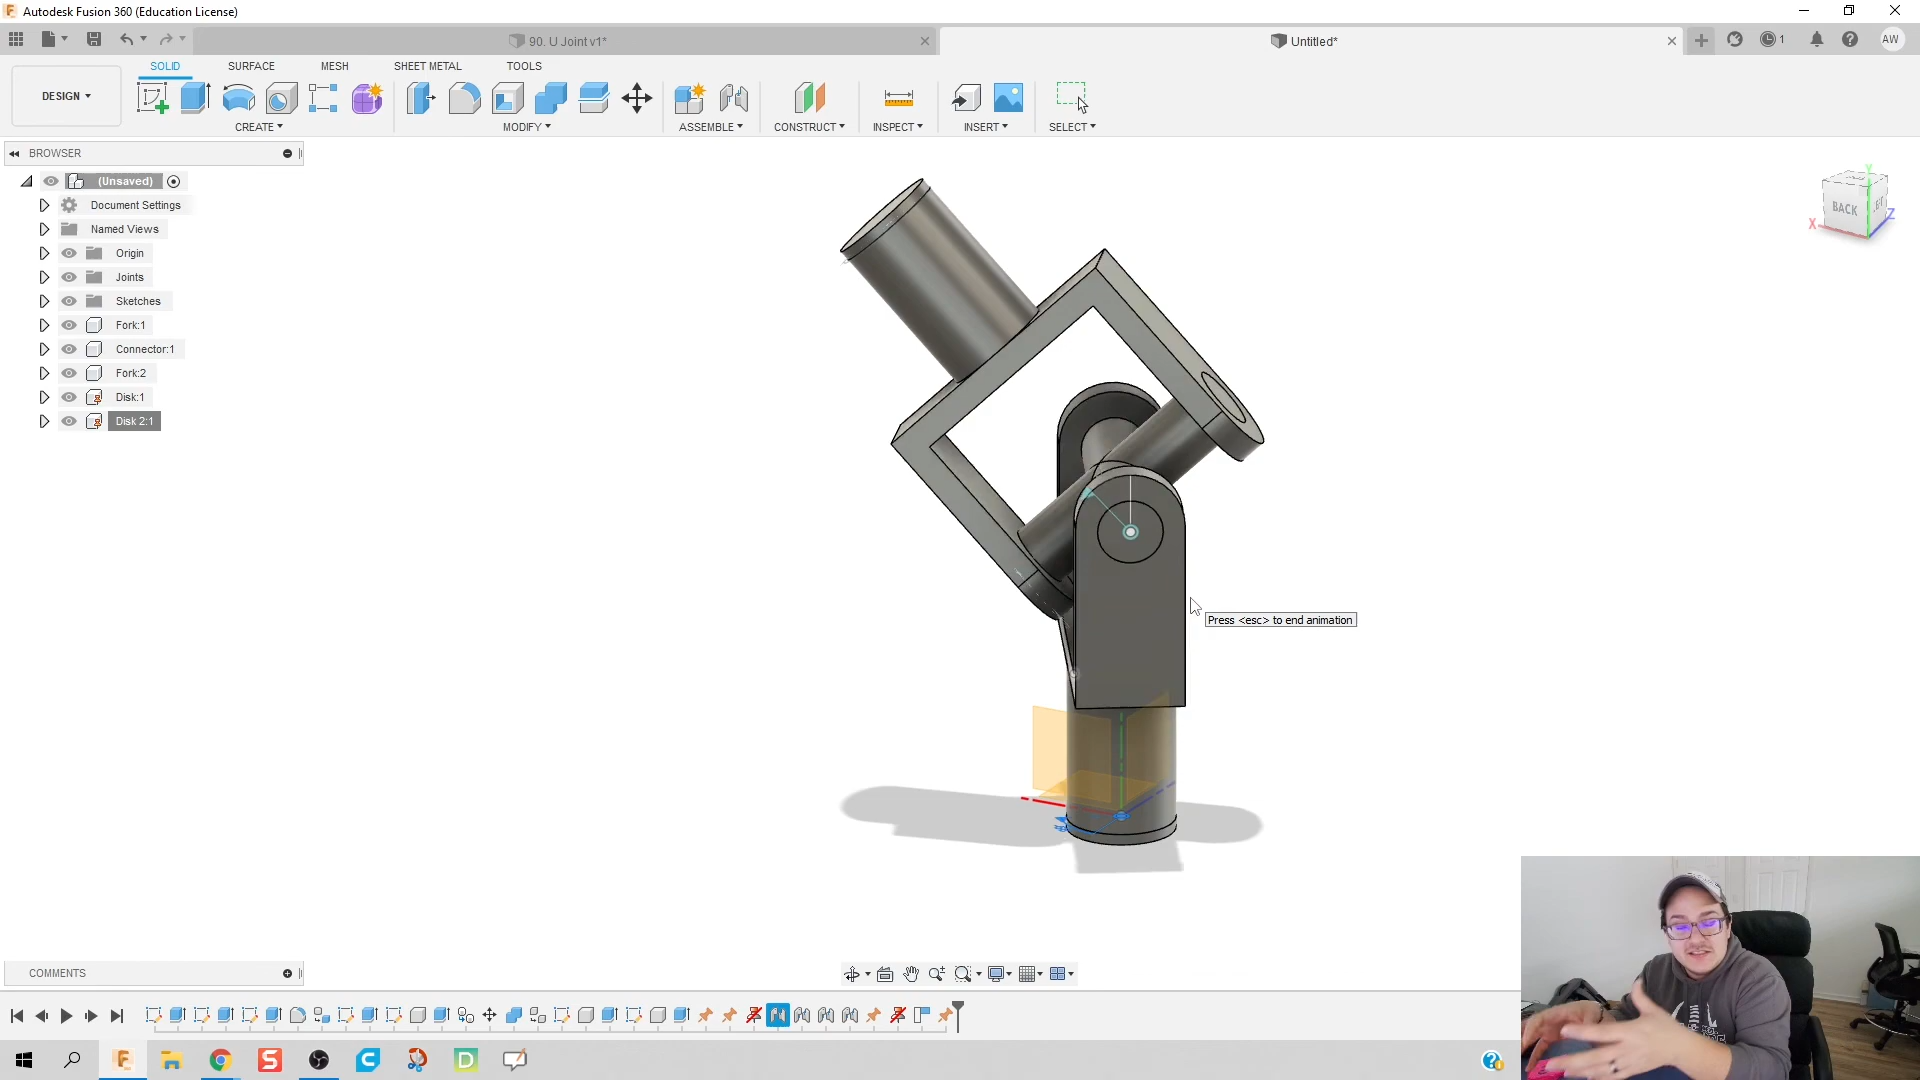 Autodesk Fusion 360 (Education License)
90. U Joint v1*
Untitled*
1
AW
DESIGN
SOLID
SURFACE
MESH
SHEET METAL
TOOLS
CREATE
MODIFY
ASSEMBLE
CONSTRUCT
INSPECT
INSERT
SELECT
BROWSER
(Unsaved)
Document Settings
Named Views
Origin
Joints
Sketches
Fork:1
Connector:1
Fork:2
Disk:1
Disk 2:1
Y
BACK
X
Z
Press <esc> to end animation
COMMENTS